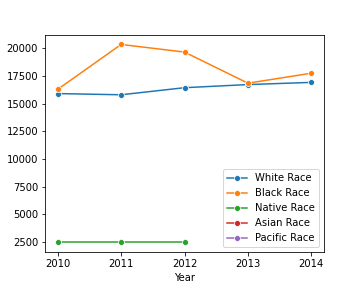 20000
17500
15000
12500
10000
7500
5000
2500
White Race
Black Race
Native Race
Asian Race
Pacific Race
2010 2011 2012 2013 2014
Year